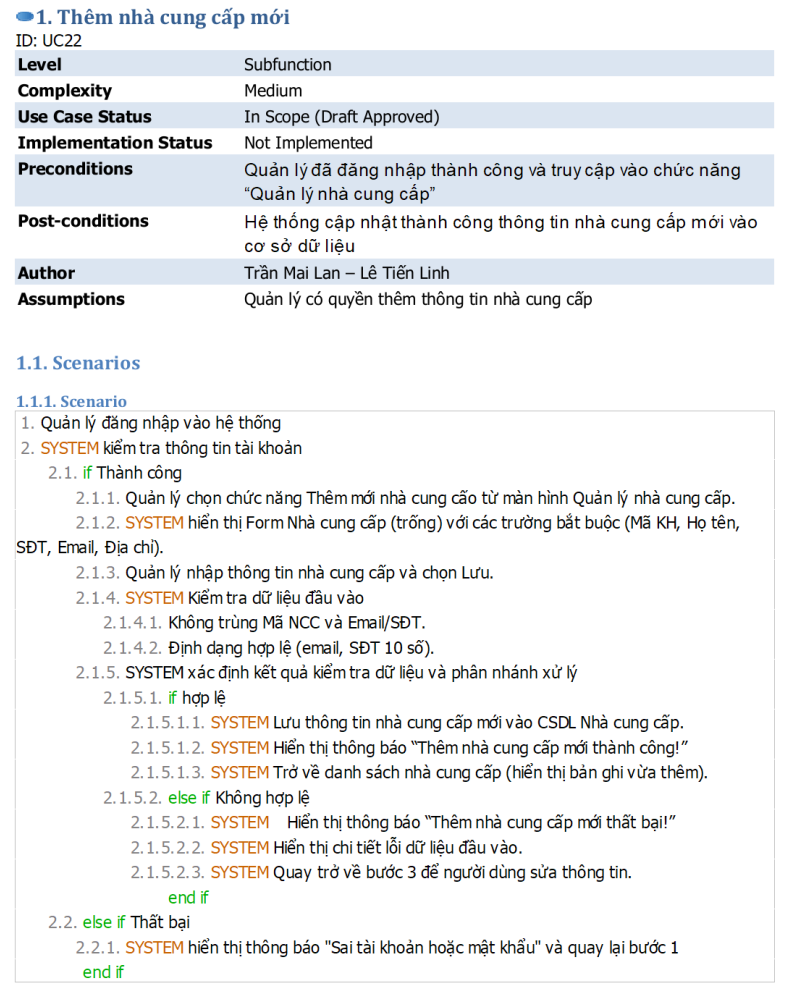 1. Thêm nhà cung cấp mới
ID: UC22
Level Subfunction
Complexity Medium
Use Case Status In Scope (Draft Approved)
Implementation Status Not Implemented
Preconditions Quản lý đã đăng nhập thành công và truy cập vào chức năng
“Quản lý nhà cung cấp”
Post-conditions Hệ thống cập nhật thành công thông tin nhà cung cấp mới vào
cơ sở dữ liệu
Author Trần Mai Lan – Lê Tiến Linh
Assumptions Quản lý có quyền thêm thông tin nhà cung cấp
1.1. Scenarios
1.1.1. Scenario
1. Quản lý đăng nhập vào hệ thống
2. SYSTEM kiểm tra thông tin tài khoản
2.1. if Thành công
2.1.1. Quản lý chọn chức năng Thêm mới nhà cung cão từ màn hình Quản lý nhà cung cấp.
2.1.2. SYSTEM hiển thị Form Nhà cung cấp (trống) với các trường bắt buộc (Mã KH, Họ tên,
SĐT, Email, Địa chỉ).
2.1.3. Quản lý nhập thông tin nhà cung cấp và chọn Lưu.
2.1.4. SYSTEM Kiểm tra dữ liệu đầu vào
2.1.4.1. Không trùng Mã NCC và Email/SĐT.
2.1.4.2. Định dạng hợp lệ (email, SĐT 10 số).
2.1.5. SYSTEM xác định kết quả kiểm tra dữ liệu và phân nhánh xử lý
2.1.5.1. if hợp lệ
2.1.5.1.1. SYSTEM Lưu thông tin nhà cung cấp mới vào CSDL Nhà cung cấp.
2.1.5.1.2. SYSTEM Hiển thị thông báo “Thêm nhà cung cấp mới thành công!”
2.1.5.1.3. SYSTEM Trở về danh sách nhà cung cấp (hiển thị bản ghi vừa thêm).
2.1.5.2. else if Không hợp lệ
2.1.5.2.1. SYSTEM Hiển thị thông báo “Thêm nhà cung cấp mới thất bại!”
2.1.5.2.2. SYSTEM Hiển thị chi tiết lỗi dữ liệu đầu vào.
2.1.5.2.3. SYSTEM Quay trở về bước 3 để người dùng sửa thông tin.
end if
2.2. else if Thất bại
2.2.1. SYSTEM hiển thị thông báo "Sai tài khoản hoặc mật khẩu" và quay lại bước 1
end if